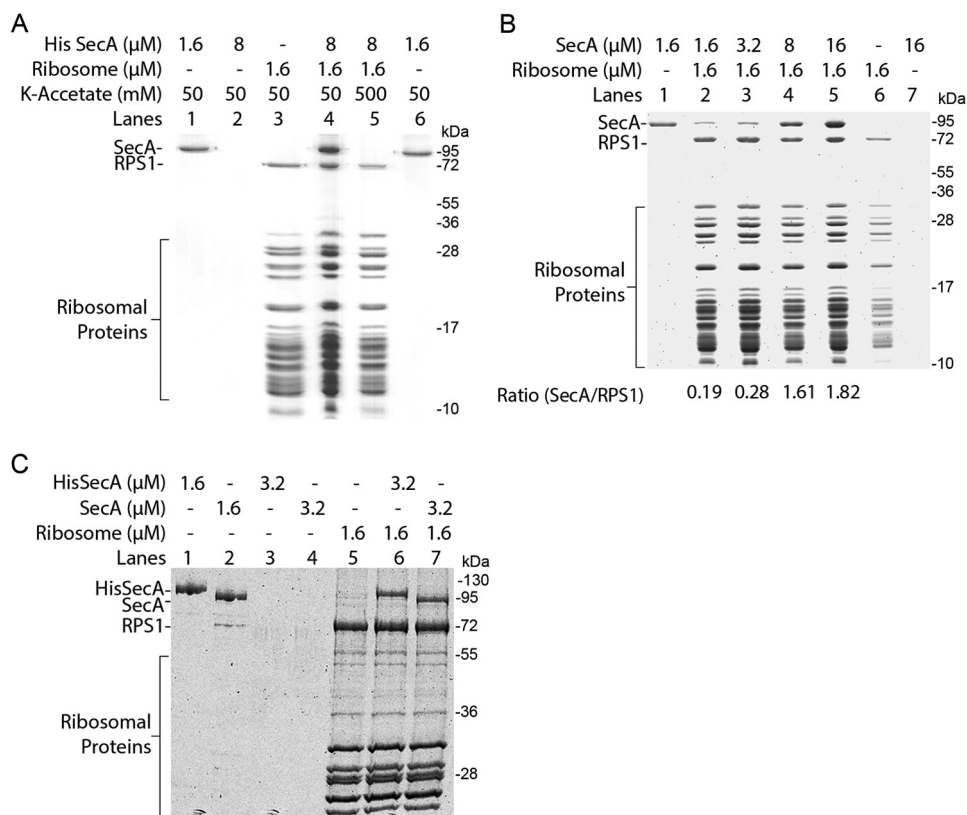 A
His SecA (μM) 1.6 8 - 8 8 1.6
Ribosome (μM) - - 1.6 1.6 1.6 -
K-Accetate (mM) 50 50 50 50 500 50
Lanes 1 2 3 4 5 6
kDa
SecA- -95
RPS1- -72
-55
-36
-28
Ribosomal
Proteins
-17
-10
B
SecA (μM) 1.6 1.6 3.2 8 16 - 16
Ribosome (μM) - 1.6 1.6 1.6 1.6 1.6 -
Lanes 1 2 3 4 5 6 7 kDa
SecA- -95
RPS1- -72
-55
-36
-28
Ribosomal
Proteins
-17
-10
Ratio (SecA/RPS1) 0.19 0.28 1.61 1.82
C
HisSecA (μM) 1.6 - 3.2 - - 3.2 -
SecA (μM) - 1.6 - 3.2 - - 3.2
Ribosome (μM) - - - - 1.6 1.6 1.6
Lanes 1 2 3 4 5 6 7 kDa
-130
HisSecA- -95
SecA-
RPS1- -72
-55
-36
Ribosomal
Proteins
-28